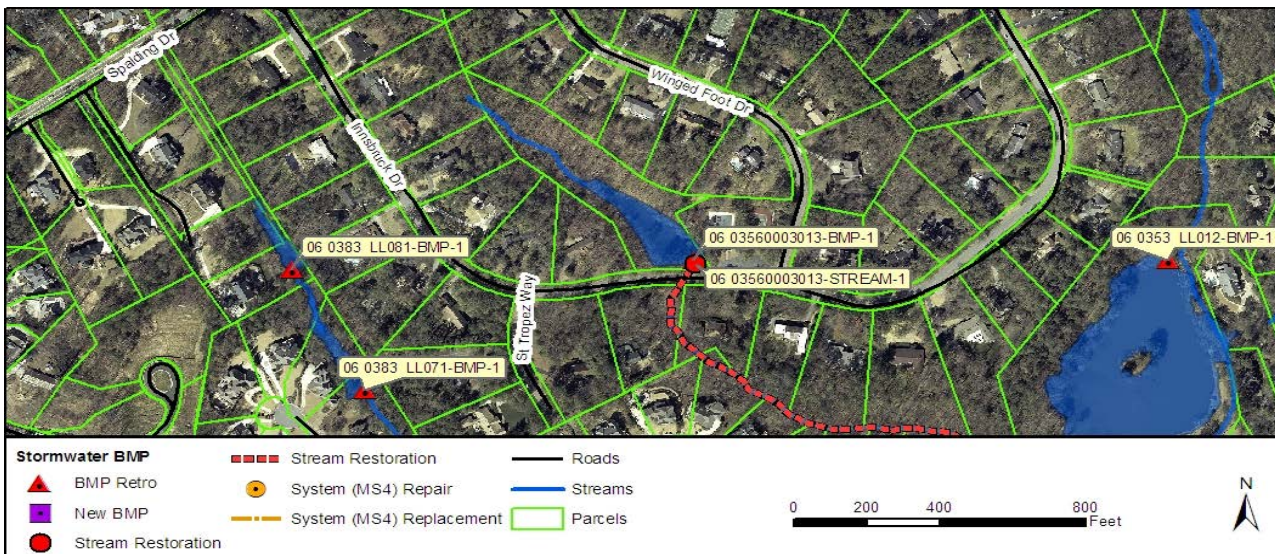 Spalding Dr
Winged Foot Dr
Innsbruck Dr
06 0383 LL081-BMP-1
06 03560003013-BMP-1
06 0353 LL012-BMP-1
06 03560003013-STREAM-1
St Tropez Way
06 0383 LL071-BMP-1
Stormwater BMP
BMP Retro
New BMP
Stream Restoration
Stream Restoration
System (MS4) Repair
System (MS4) Replacement
Roads
Streams
Parcels
0 200 400 800
Feet
N